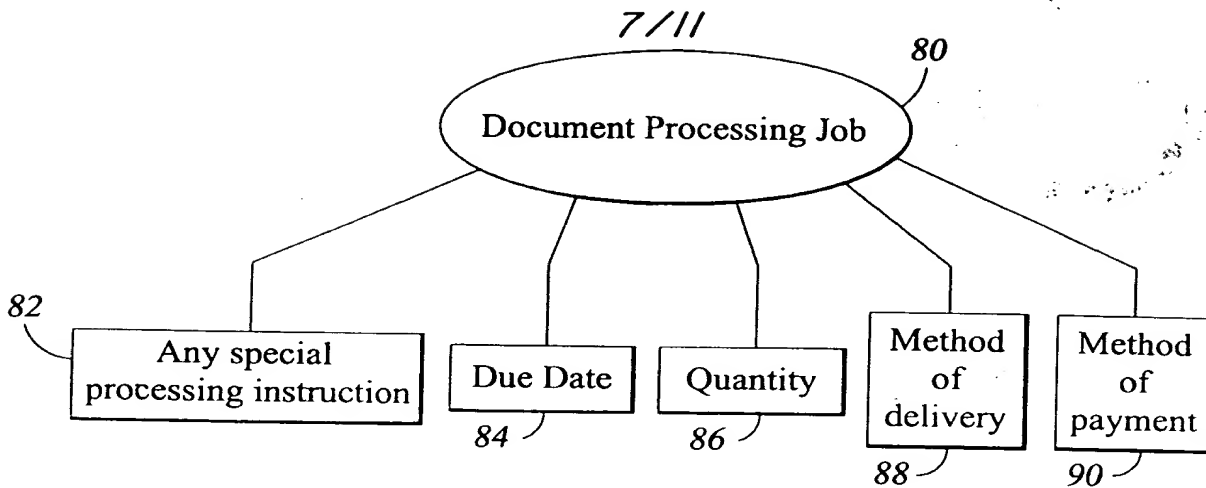 7/11
80
Document Processing Job
82
Any special
processing instruction
Due Date
84
Quantity
86
Method
of
delivery
88
Method
of
payment
90